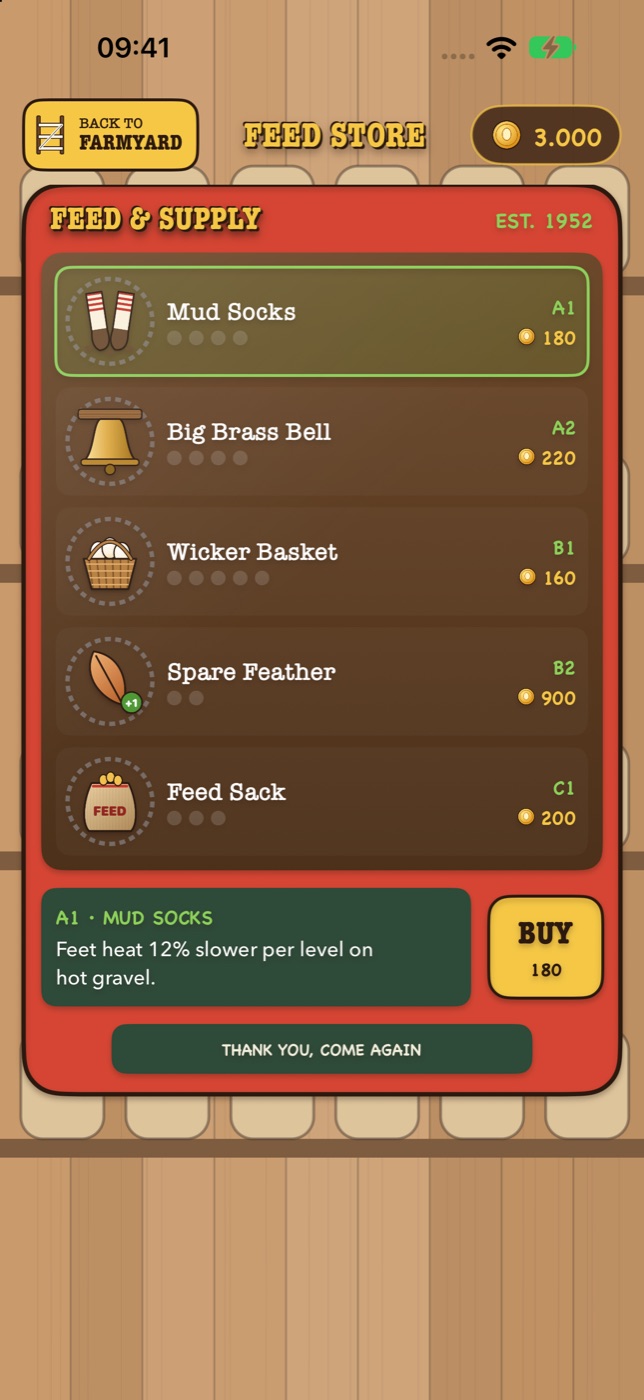 09:41
BACK TO
FARMYARD
FEED STORE
3.000
FEED & SUPPLY
EST. 1952
Mud Socks
A1
180
Big Brass Bell
A2
220
Wicker Basket
B1
160
Spare Feather
B2
+1
900
Feed Sack
C1
FEED
200
A1 · MUD SOCKS
Feet heat 12% slower per level on
hot gravel.
BUY
180
THANK YOU, COME AGAIN